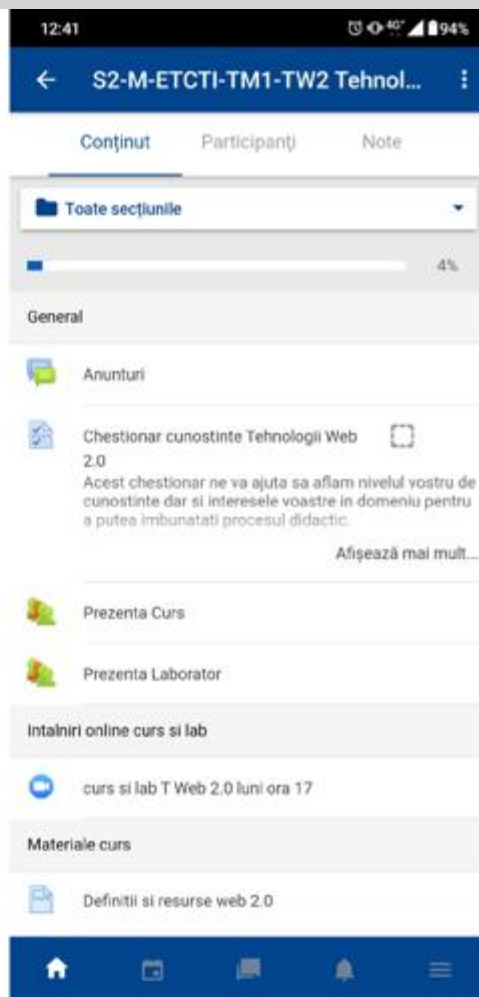 12:41
4G+ 94%
S2-M-ETCTI-TM1-TW2 Tehnol...
Conținut Participanți Note
Toate secțiunile
4%
General
Anunturi
Chestionar cunostinte Tehnologii Web
2.0
Acest chestionar ne va ajuta sa aflam nivelul vostru de
cunostinte dar si interesele voastre in domeniu pentru
a putea imbunatati procesul didactic.
Afișează mai mult...
Prezenta Curs
Prezenta Laborator
Intalniri online curs si lab
curs si lab T Web 2.0 luni ora 17
Materiale curs
Definitii si resurse web 2.0